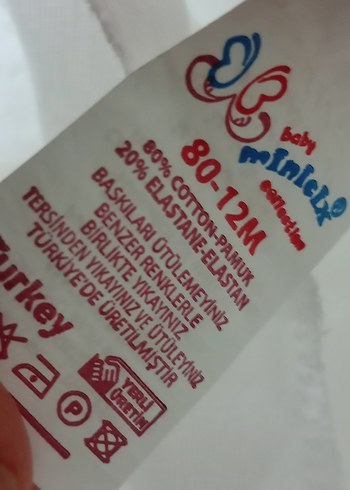 baby
minicix
collection
80-12M
80% COTTON-PAMUK
20% ELASTANE ELASTAN
BASKILARI ÜTÜLEMEYİNİZ
BENZER RENKLERLE
BİRLİKTE YIKAYINIZ
TERSİNDEN YIKAYINIZ VE ÜTÜLEYİNİZ
TÜRKİYE'DE ÜRETİLMİŞTİR
Turkey
YERLİ
ÜRETİM
P